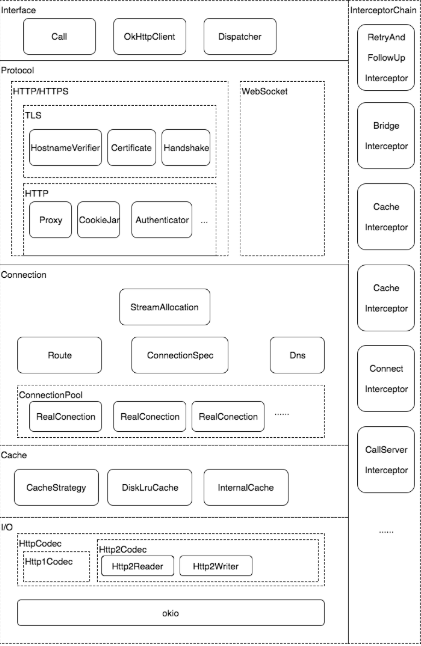 Interface
Call
OkHttpClient
Dispatcher
Protocol
HTTP/HTTPS
TLS
HostnameVerifier
Certificate
Handshake
HTTP
Proxy
CookieJar
Authenticator
...
WebSocket
Connection
StreamAllocation
Route
ConnectionSpec
Dns
ConnectionPool
RealConection
RealConection
RealConection
......
Cache
CacheStrategy
DiskLruCache
InternalCache
I/O
HttpCodec
Http1Codec
Http2Codec
Http2Reader
Http2Writer
okio
InterceptorChain
RetryAnd
FollowUp
Interceptor
Bridge
Interceptor
Cache
Interceptor
Cache
Interceptor
Connect
Interceptor
CallServer
Interceptor
......